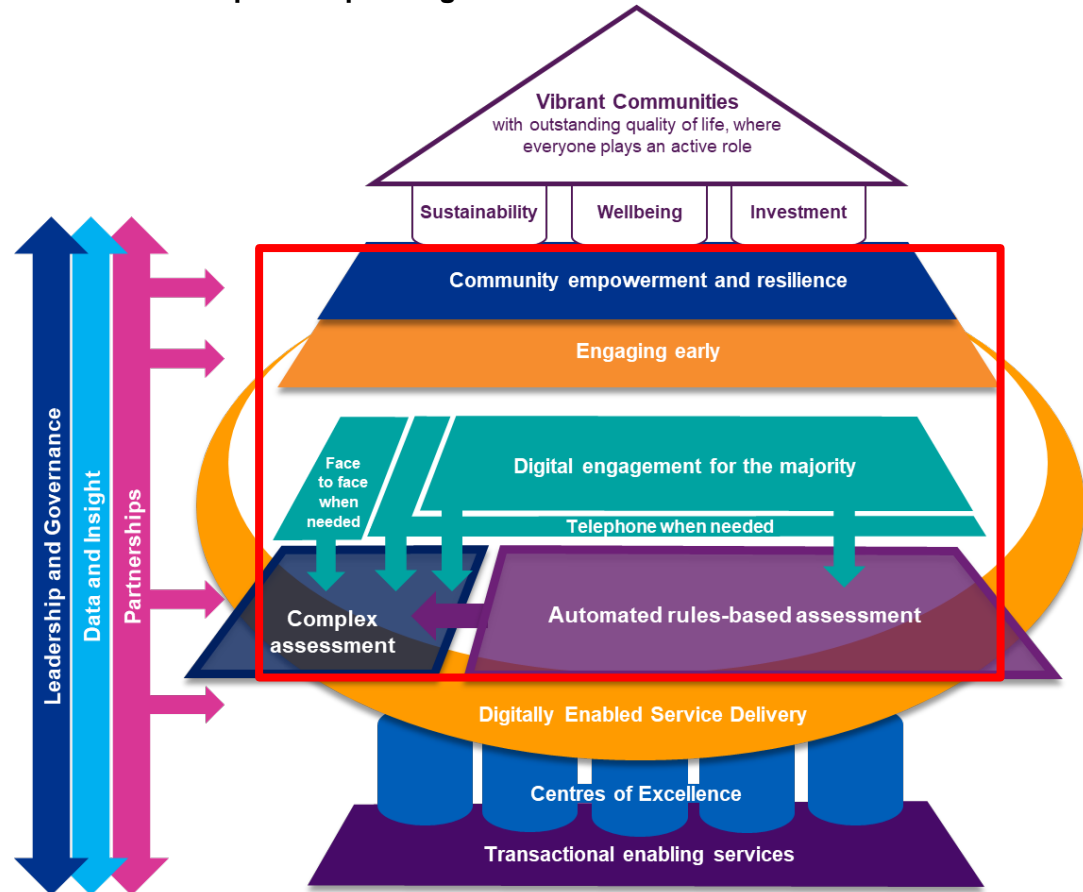 Vibrant Communities
with outstanding quality of life, where
everyone plays an active role
Sustainability
Wellbeing
Investment
Community empowerment and resilience
Engaging early
Face
to face
when
needed
Digital engagement for the majority
Telephone when needed
Complex
assessment
Automated rules-based assessment
Digitally Enabled Service Delivery
Centres of Excellence
Transactional enabling services
Leadership and Governance
Data and Insight
Partnerships